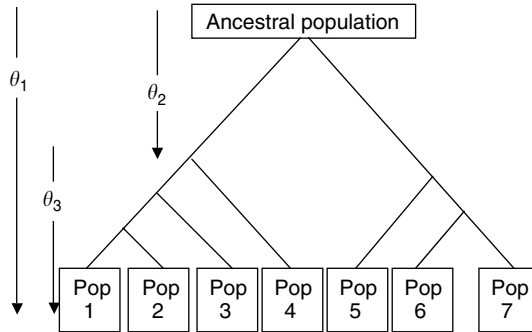 Ancestral population
θ1
θ2
θ3
Pop 1
Pop 2
Pop 3
Pop 4
Pop 5
Pop 6
Pop 7